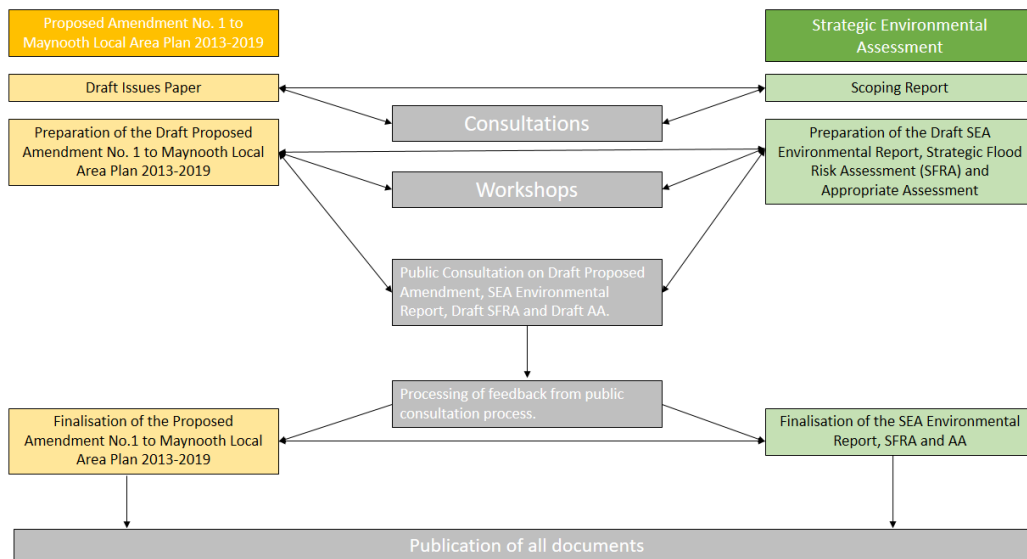 Proposed Amendment No. 1 to
Maynooth Local Area Plan 2013-2019
Strategic Environmental
Assessment
Draft Issues Paper
Scoping Report
Consultations
Preparation of the Draft Proposed
Amendment No. 1 to Maynooth Local
Area Plan 2013-2019
Preparation of the Draft SEA
Environmental Report, Strategic Flood
Risk Assessment (SFRA) and
Appropriate Assessment
Workshops
Public Consultation on Draft Proposed
Amendment, SEA Environmental
Report, Draft SFRA and Draft AA.
Processing of feedback from public
consultation process.
Finalisation of the Proposed
Amendment No.1 to Maynooth Local
Area Plan 2013-2019
Finalisation of the SEA Environmental
Report, SFRA and AA
Publication of all documents